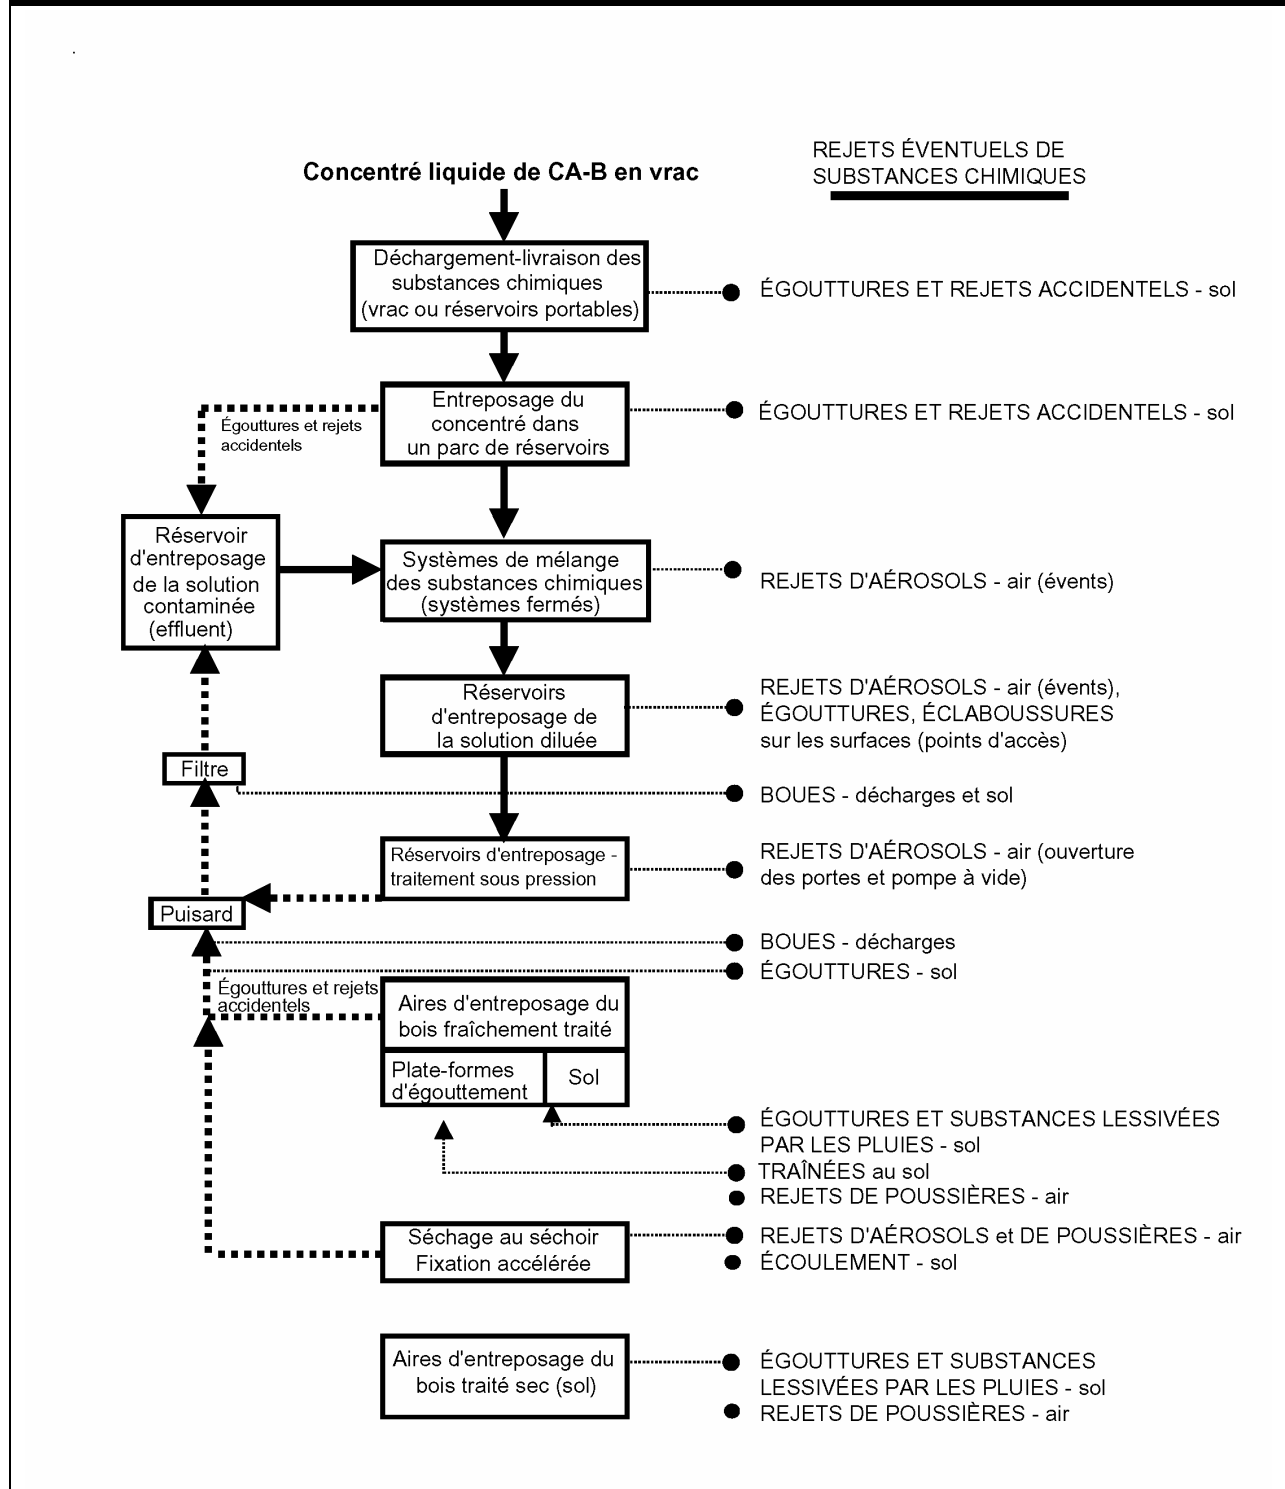 Concentré liquide de CA-B en vrac
REJETS ÉVENTUELS DE
SUBSTANCES CHIMIQUES
Déchargement-livraison des
substances chimiques
(vrac ou réservoirs portables)
ÉGOUTTURES ET REJETS ACCIDENTELS - sol
Entreposage du
concentré dans
un parc de réservoirs
ÉGOUTTURES ET REJETS ACCIDENTELS - sol
Égouttures et rejets
accidentels
Réservoir
d'entreposage
de la solution
contaminée
(effluent)
Systèmes de mélange
des substances chimiques
(systèmes fermés)
REJETS D'AÉROSOLS - air (évents)
Réservoirs
d'entreposage de
la solution diluée
REJETS D'AÉROSOLS - air (évents),
ÉGOUTTURES, ÉCLABOUSSURES
sur les surfaces (points d'accès)
Filtre
BOUES - décharges et sol
Réservoirs d'entreposage -
traitement sous pression
REJETS D'AÉROSOLS - air (ouverture
des portes et pompe à vide)
Puisard
BOUES - décharges
ÉGOUTTURES - sol
Égouttures et rejets
accidentels
Aires d'entreposage du
bois fraîchement traité
Plate-formes
d'égouttement
Sol
ÉGOUTTURES ET SUBSTANCES LESSIVÉES
PAR LES PLUIES - sol
TRAÎNÉES au sol
REJETS DE POUSSIÈRES - air
Séchage au séchoir
Fixation accélérée
REJETS D'AÉROSOLS et DE POUSSIÈRES - air
ÉCOULEMENT - sol
Aires d'entreposage du
bois traité sec (sol)
ÉGOUTTURES ET SUBSTANCES
LESSIVÉES PAR LES PLUIES - sol
REJETS DE POUSSIÈRES - air